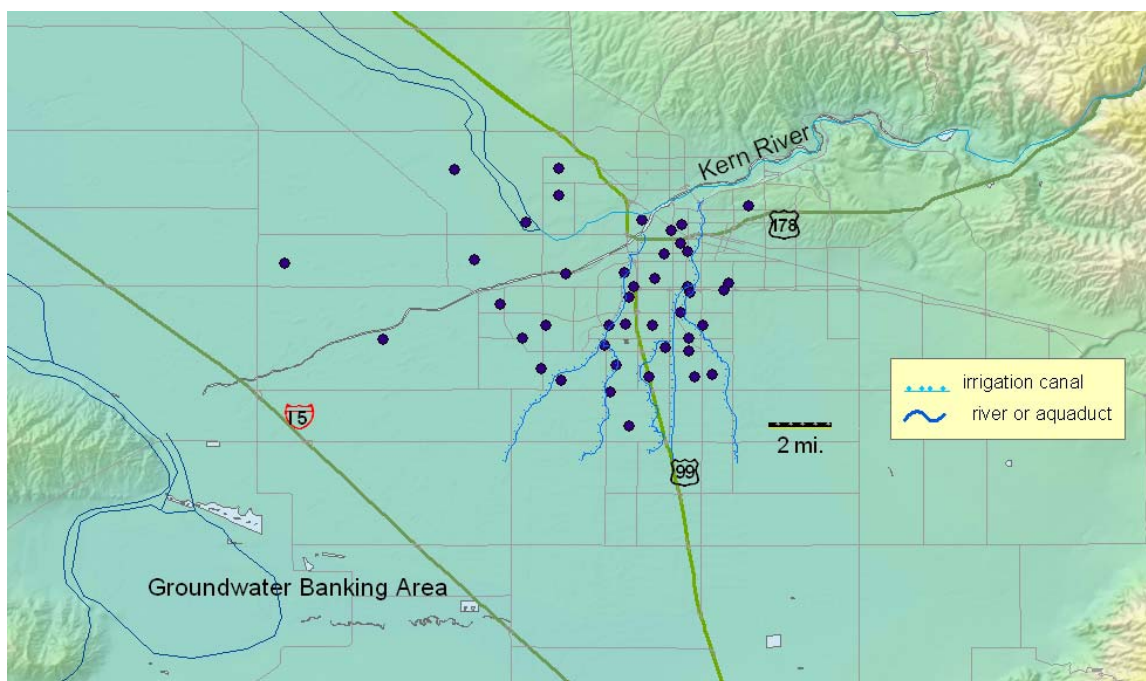 Kern River
178
irrigation canal
river or aquaduct
15
2 mi.
99
Groundwater Banking Area